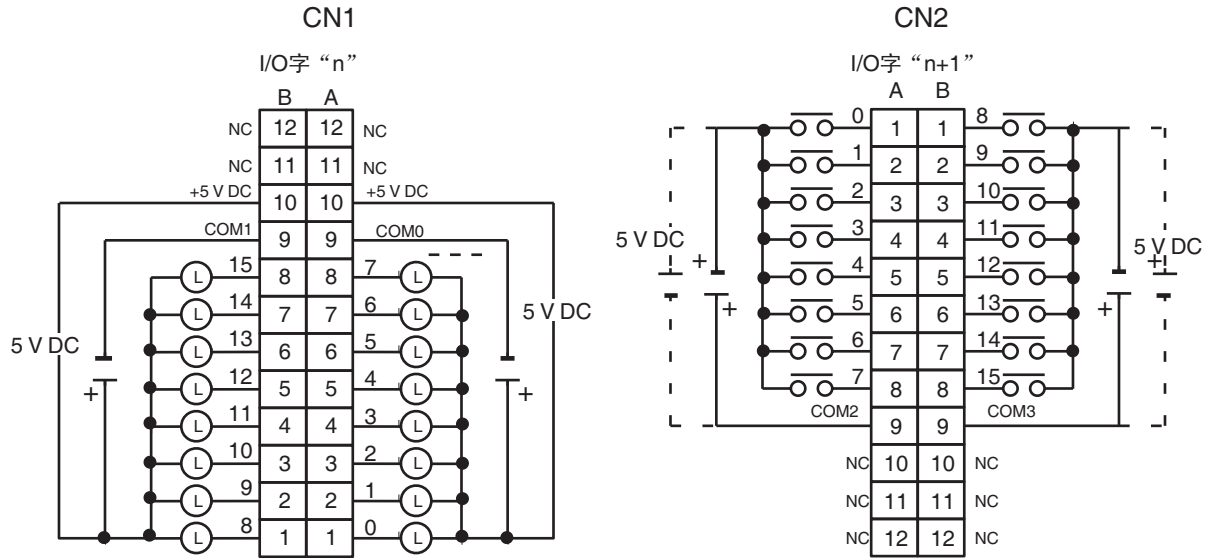 CN1
I/O字“n”
B A
NC 12 12 NC
NC 11 11 NC
+5 V DC 10 10 +5 V DC
COM1 9 9 COM0
L 15 8 8 7 L
L 14 7 7 6 L
L 13 6 6 5 L
L 12 5 5 4 L
L 11 4 4 3 L
L 10 3 3 2 L
L 9 2 2 1 L
L 8 1 1 0 L
5 V DC
+
5 V DC
+
CN2
I/O字“n+1”
A B
0 1 1 8
1 2 2 9
2 3 3 10
3 4 4 11
4 5 5 12
5 6 6 13
6 7 7 14
7 8 8 15
COM2 9 9 COM3
NC 10 10 NC
NC 11 11 NC
NC 12 12 NC
5 V DC
+
+
5 V DC
+
+